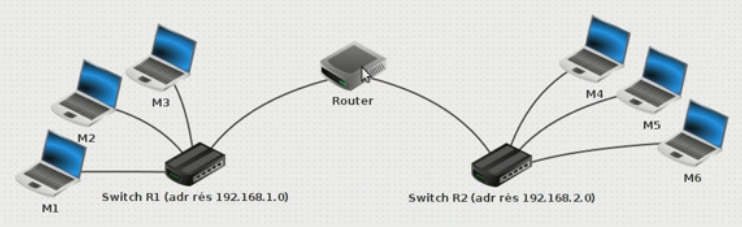 M3
M4
Router
M2
M5
M6
Switch R1 (adr rés 192.168.1.0)
Switch R2 (adr rés 192.168.2.0)
M1